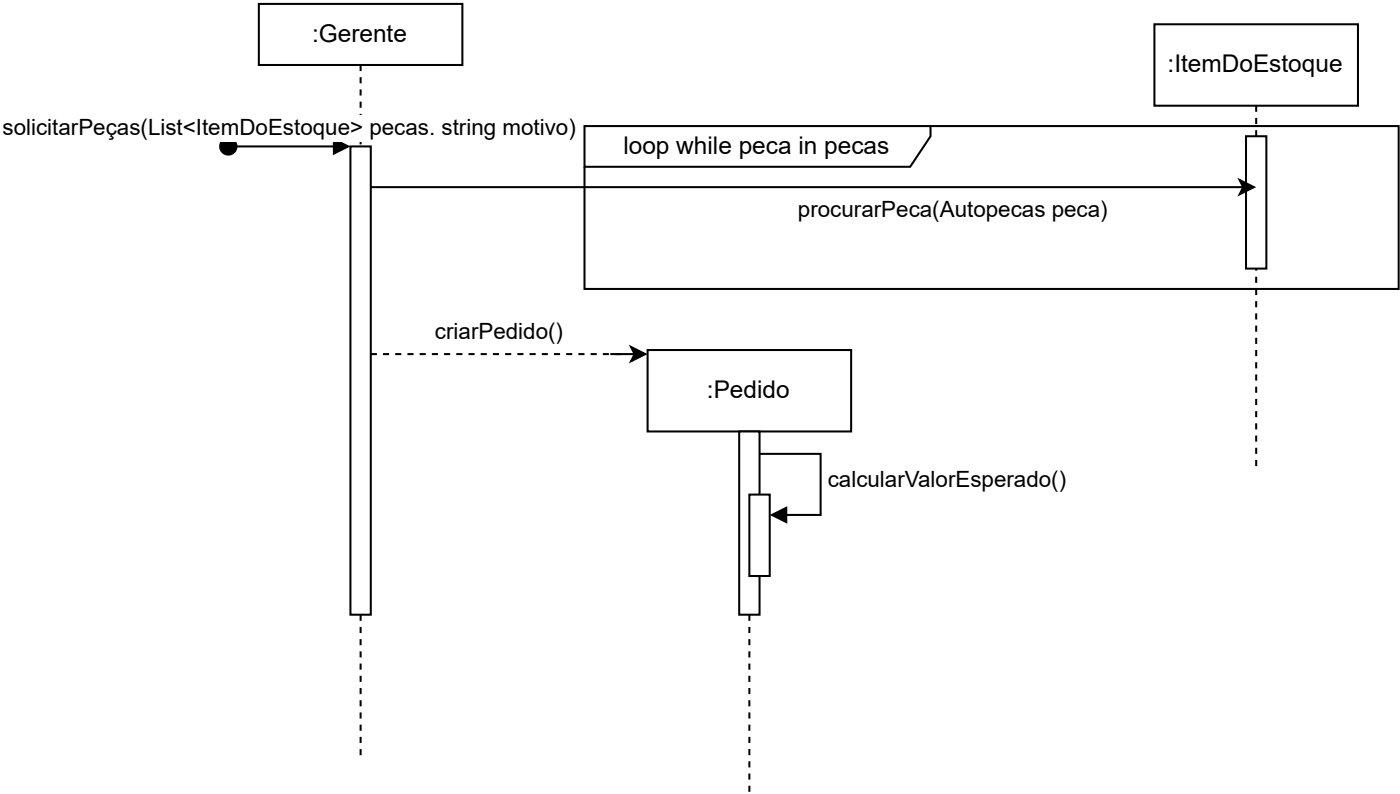 :Gerente
:ItemDoEstoque
solicitarPeças(List<ItemDoEstoque> pecas. string motivo)
loop while peca in pecas
procurarPeca(Autopecas peca)
criarPedido()
:Pedido
calcularValorEsperado()